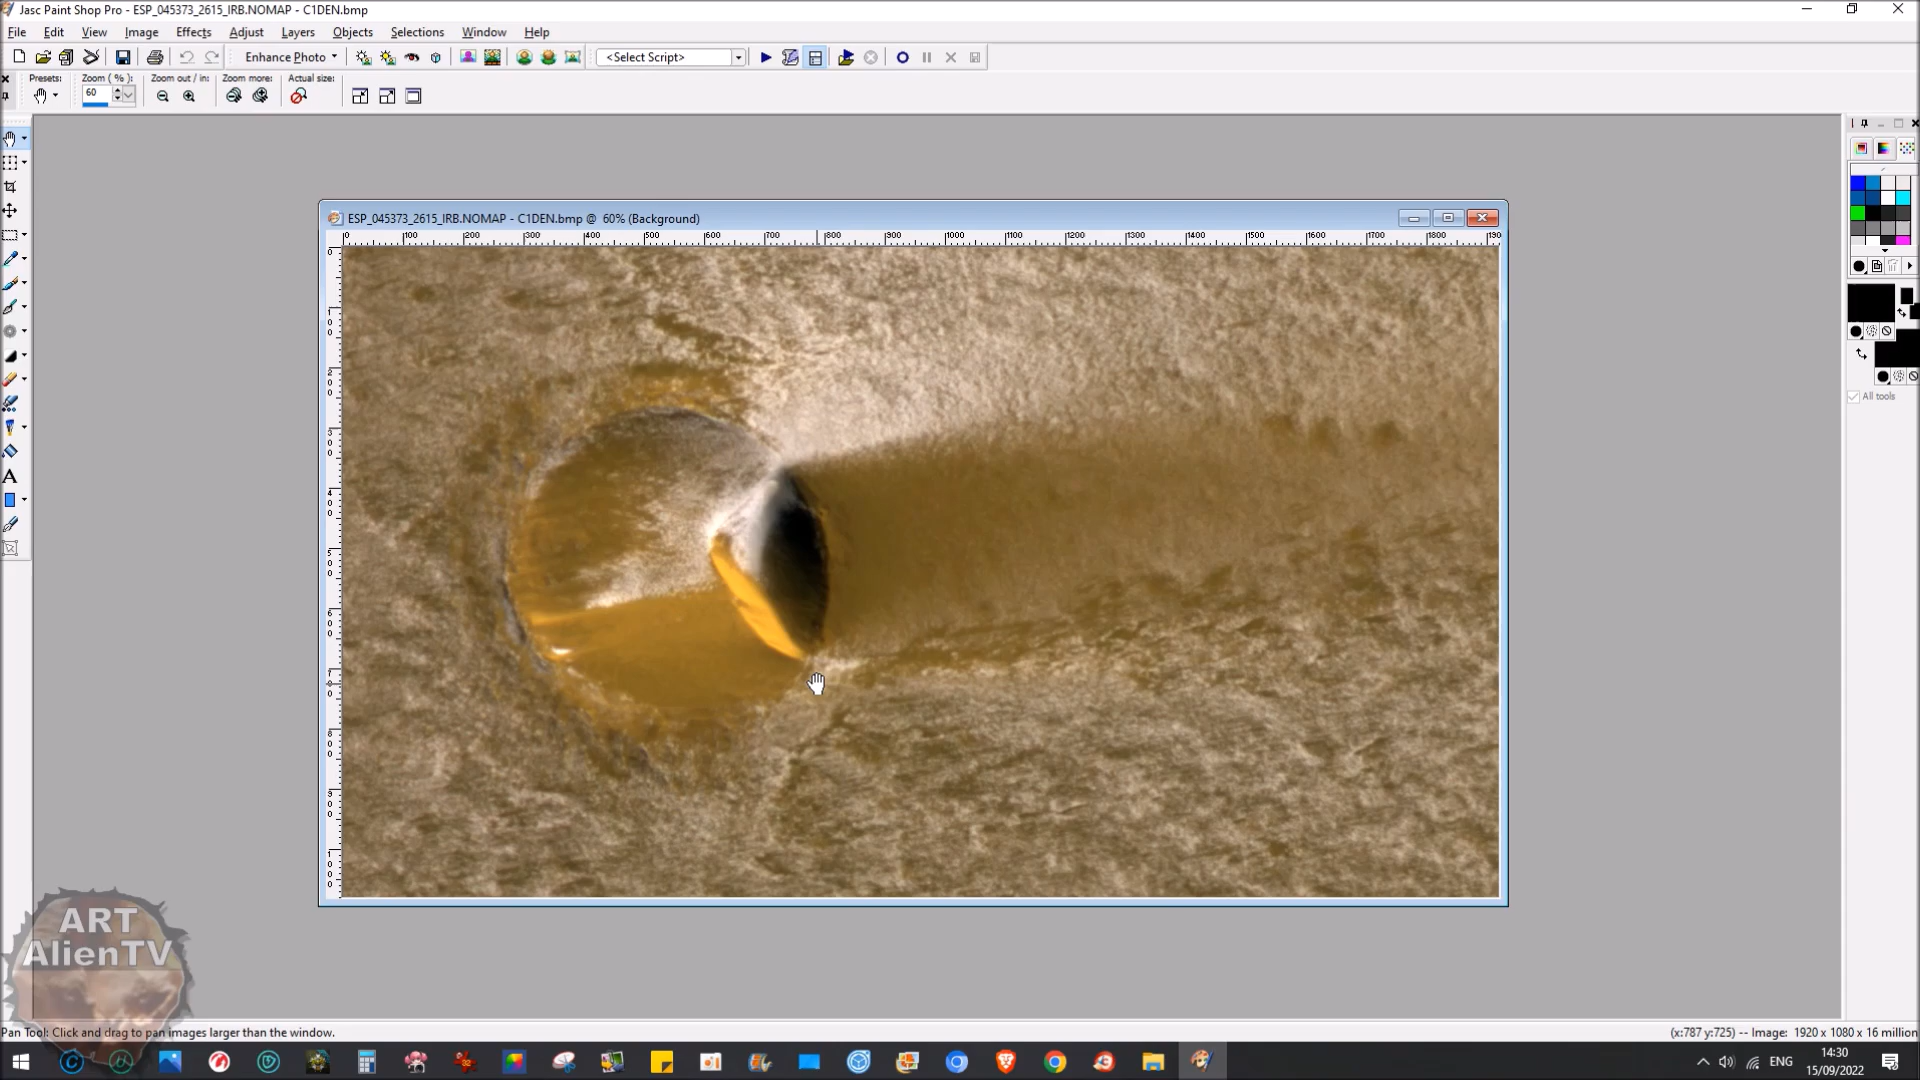 Jasc Paint Shop Pro - ESP_045373_2615_IRB.NOMAP - C1DEN.bmp
File Edit View Image Effects Adjust Layers Objects Selections Window Help
Enhance Photo <Select Script>
Presets: Zoom ( % ): Zoom out / in: Zoom more: Actual size:
60
ESP_045373_2615_IRB.NOMAP - C1DEN.bmp @ 60% (Background)
0 100 200 300 400 500 600 700 800 900 1000 1100 1200 1300 1400 1500 1600 1700 1800
All tools
A
ART
AlienTV
Pan Tool: Click and drag to pan images larger than the window.
(x:787 y:725) -- Image: 1920 x 1080 x 16 million
ENG
14:30
15/09/2022